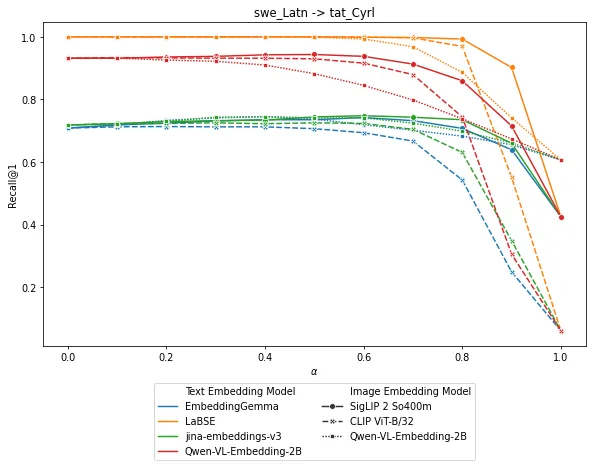 swe_Latn -> tat_Cyrl
Recall@1
1.0
0.8
0.6
0.4
0.2
0.0 0.2 0.4 0.6 0.8 1.0
α
Text Embedding Model
EmbeddingGemma
LaBSE
jina-embeddings-v3
Qwen-VL-Embedding-2B
Image Embedding Model
SigLIP 2 So400m
CLIP ViT-B/32
Qwen-VL-Embedding-2B